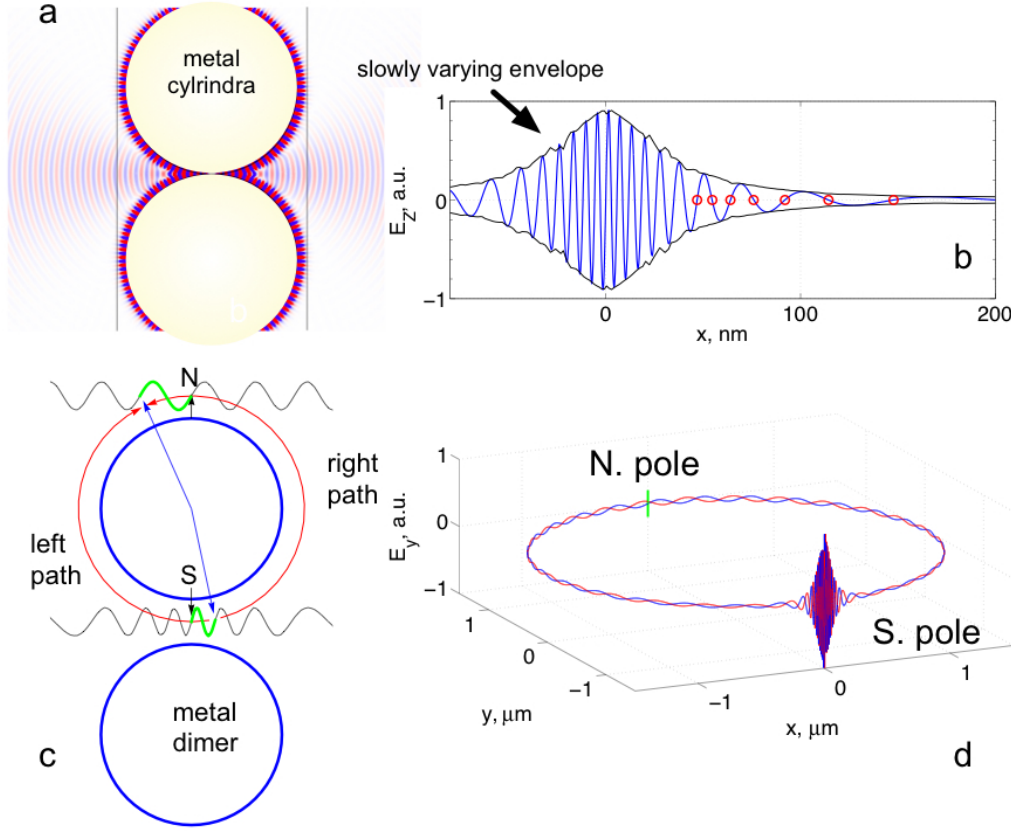 a
metal
cylrindra
b
slowly varying envelope
1
0
−1
E_z, a.u.
0
100
200
x, nm
b
N
right
path
left
path
S
metal
dimer
c
N. pole
S. pole
1
0
−1
E_y, a.u.
1
0
−1
y, μm
−1
0
1
x, μm
d